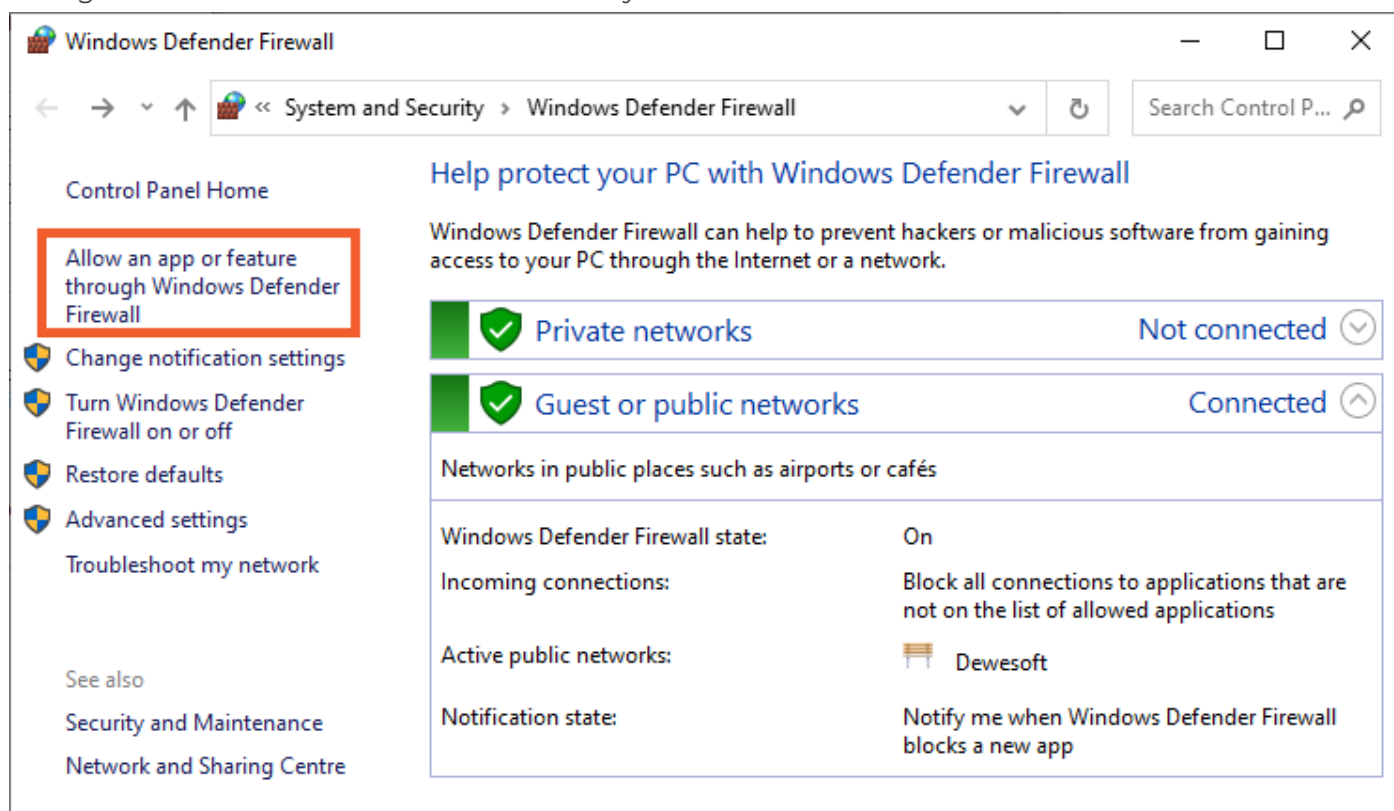 Windows Defender Firewall
System and Security > Windows Defender Firewall
Search Control P...
Control Panel Home
Allow an app or feature
through Windows Defender
Firewall
Change notification settings
Turn Windows Defender
Firewall on or off
Restore defaults
Advanced settings
Troubleshoot my network
See also
Security and Maintenance
Network and Sharing Centre
Help protect your PC with Windows Defender Firewall
Windows Defender Firewall can help to prevent hackers or malicious software from gaining
access to your PC through the Internet or a network.
Private networks Not connected
Guest or public networks Connected
Networks in public places such as airports or cafés
Windows Defender Firewall state: On
Incoming connections: Block all connections to applications that are
not on the list of allowed applications
Active public networks: Dewesoft
Notification state: Notify me when Windows Defender Firewall
blocks a new app